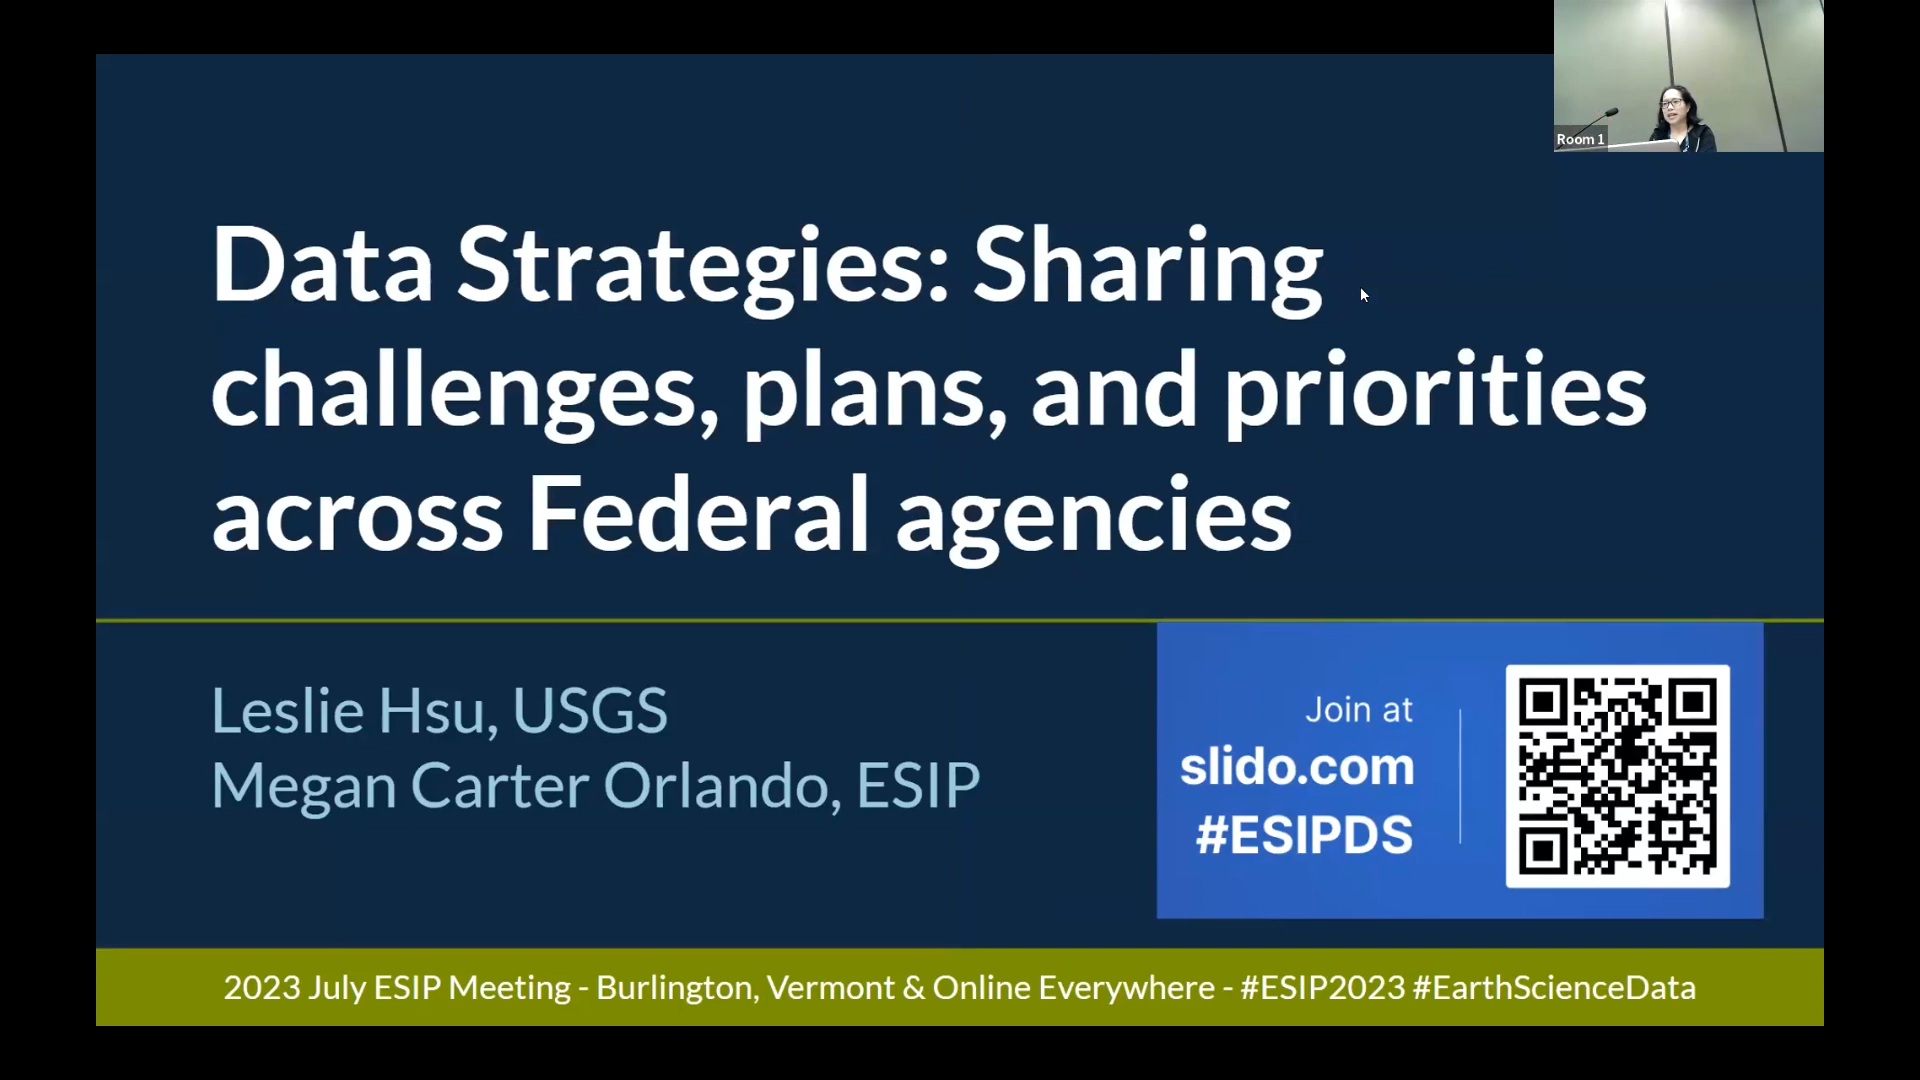 Room 1
Data Strategies: Sharing
challenges, plans, and priorities
across Federal agencies
Leslie Hsu, USGS
Megan Carter Orlando, ESIP
Join at
slido.com
#ESIPDS
2023 July ESIP Meeting - Burlington, Vermont & Online Everywhere - #ESIP2023 #EarthScienceData